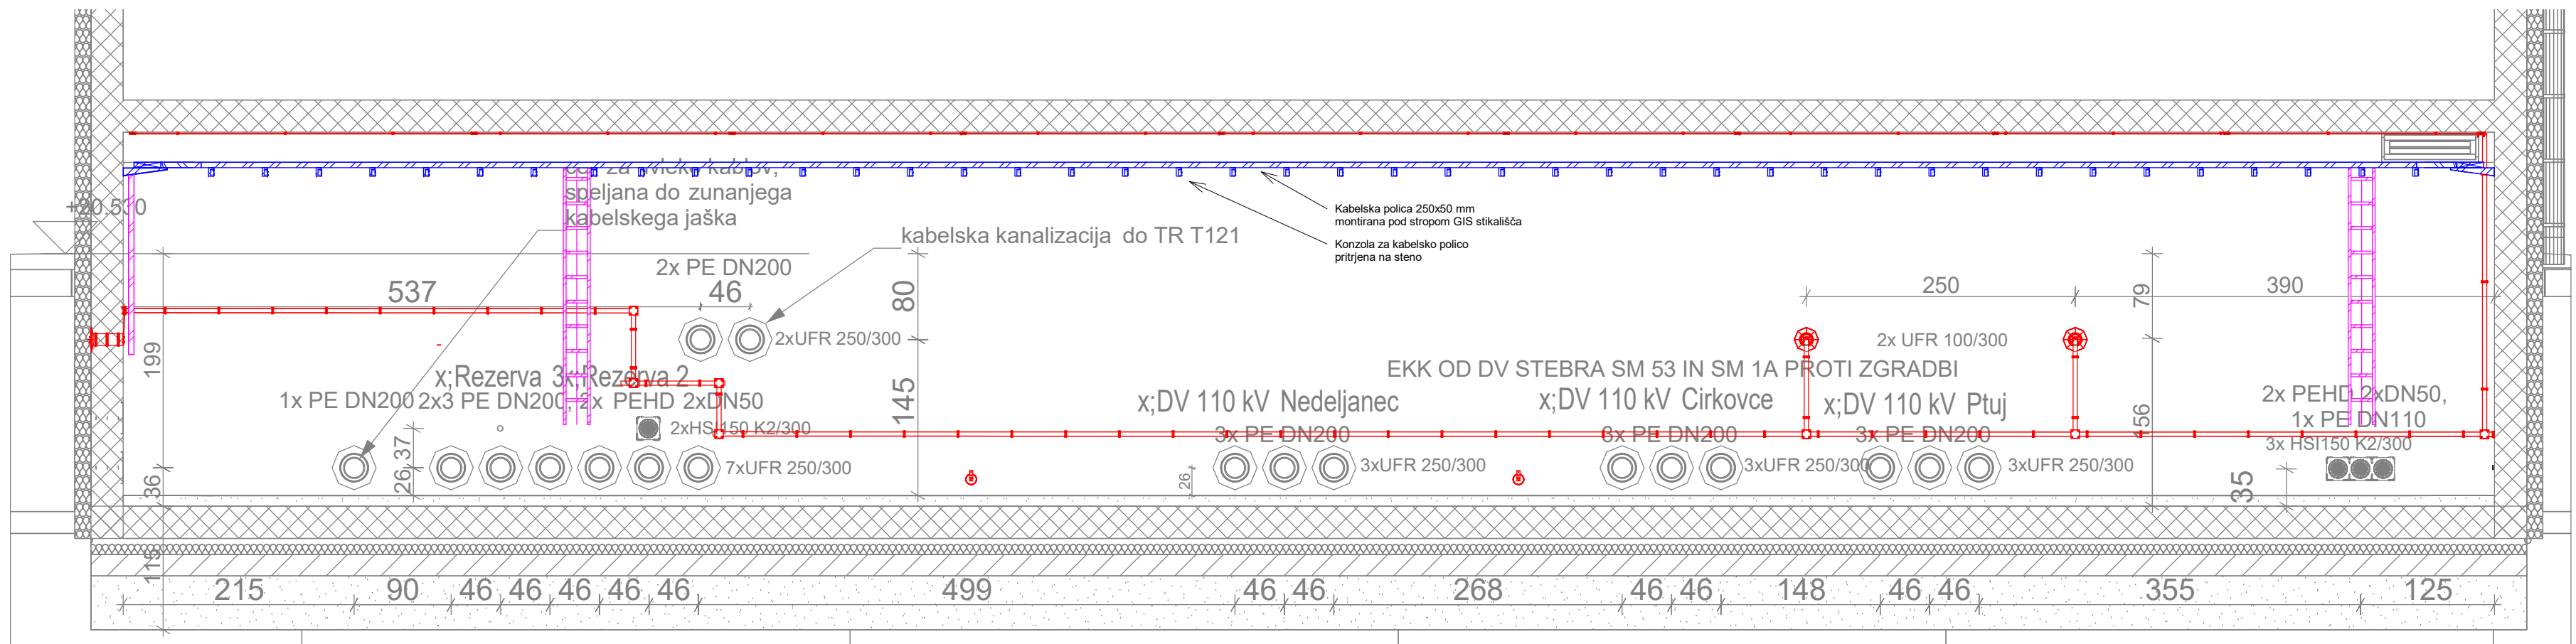 speljana do zunanjega
kabelskega jaška
Kabelska polica 250x50 mm
montirana pod stropom GIS stikališča
Konzola za kabelsko polico
pritrjena na steno
kabelska kanalizacija do TR T121
2x PE DN200
537
46
80
250
79
390
2xUFR 250/300
2x UFR 100/300
199
EKK OD DV STEBRA SM 53 IN SM 1A PROTI ZGRADBI
x;Rezerva 3x;Rezerva 2
1x PE DN200
2x3 PE DN200, 2x PEHD 2xDN50
145
x;DV 110 kV Nedeljanec
x;DV 110 kV Cirkovce
x;DV 110 kV Ptuj
2x PEHD 2xDN50,
1x PE DN110
156
2xHSI150 K2/300
3x PE DN200
3x PE DN200
3x PE DN200
3x HSI150 K2/300
37
26
7xUFR 250/300
3xUFR 250/300
3xUFR 250/300
3xUFR 250/300
36
26
35
115
215
90
46
46
46
46
46
499
46
46
268
46
46
148
46
46
355
125